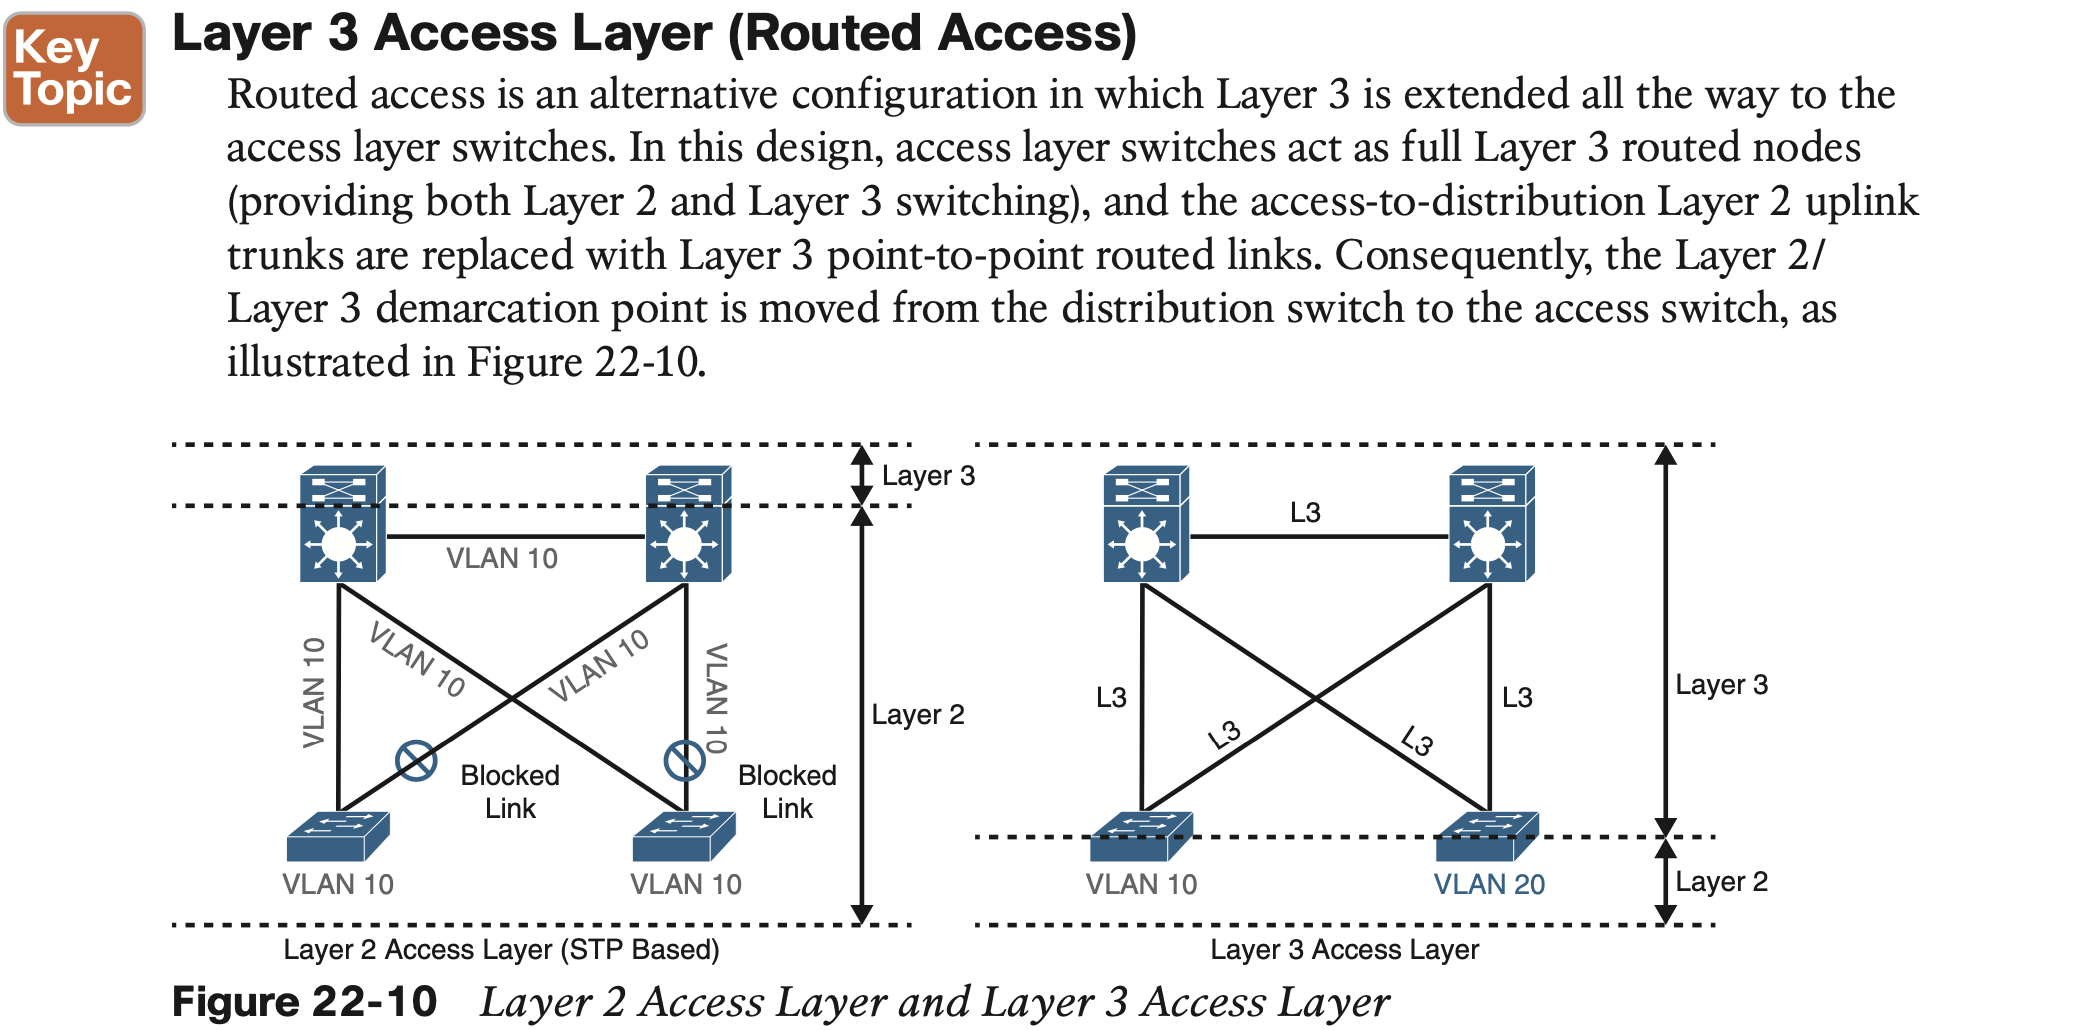 Key
Topic
Layer 3 Access Layer (Routed Access)
Routed access is an alternative configuration in which Layer 3 is extended all the way to the
access layer switches. In this design, access layer switches act as full Layer 3 routed nodes
(providing both Layer 2 and Layer 3 switching), and the access-to-distribution Layer 2 uplink
trunks are replaced with Layer 3 point-to-point routed links. Consequently, the Layer 2/
Layer 3 demarcation point is moved from the distribution switch to the access switch, as
illustrated in Figure 22-10.
Layer 3
VLAN 10
VLAN 10
VLAN 10
VLAN 10
VLAN 10
Layer 2
Blocked
Link
Blocked
Link
VLAN 10
VLAN 10
Layer 2 Access Layer (STP Based)
L3
L3
L3
L3
L3
Layer 3
VLAN 10
VLAN 20
Layer 2
Layer 3 Access Layer
Figure 22-10 Layer 2 Access Layer and Layer 3 Access Layer